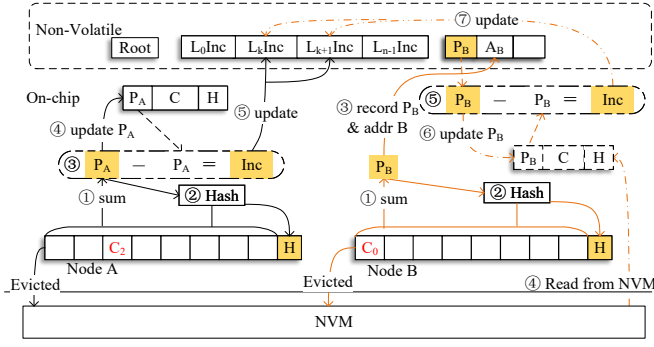 ⑦ update
Non-Volatile
Root
L0Inc LkInc Lk+1Inc Ln-1Inc
PB AB
On-chip
PA C H
④ update PA
⑤ update
③ record PB
& addr B
⑤ PB − PB = Inc
⑥ update PB
PB C H
③ PA − PA = Inc
PB
① sum
② Hash
① sum
② Hash
C2 H
C0 H
Node A
Node B
Evicted
Evicted
④ Read from NVM
NVM